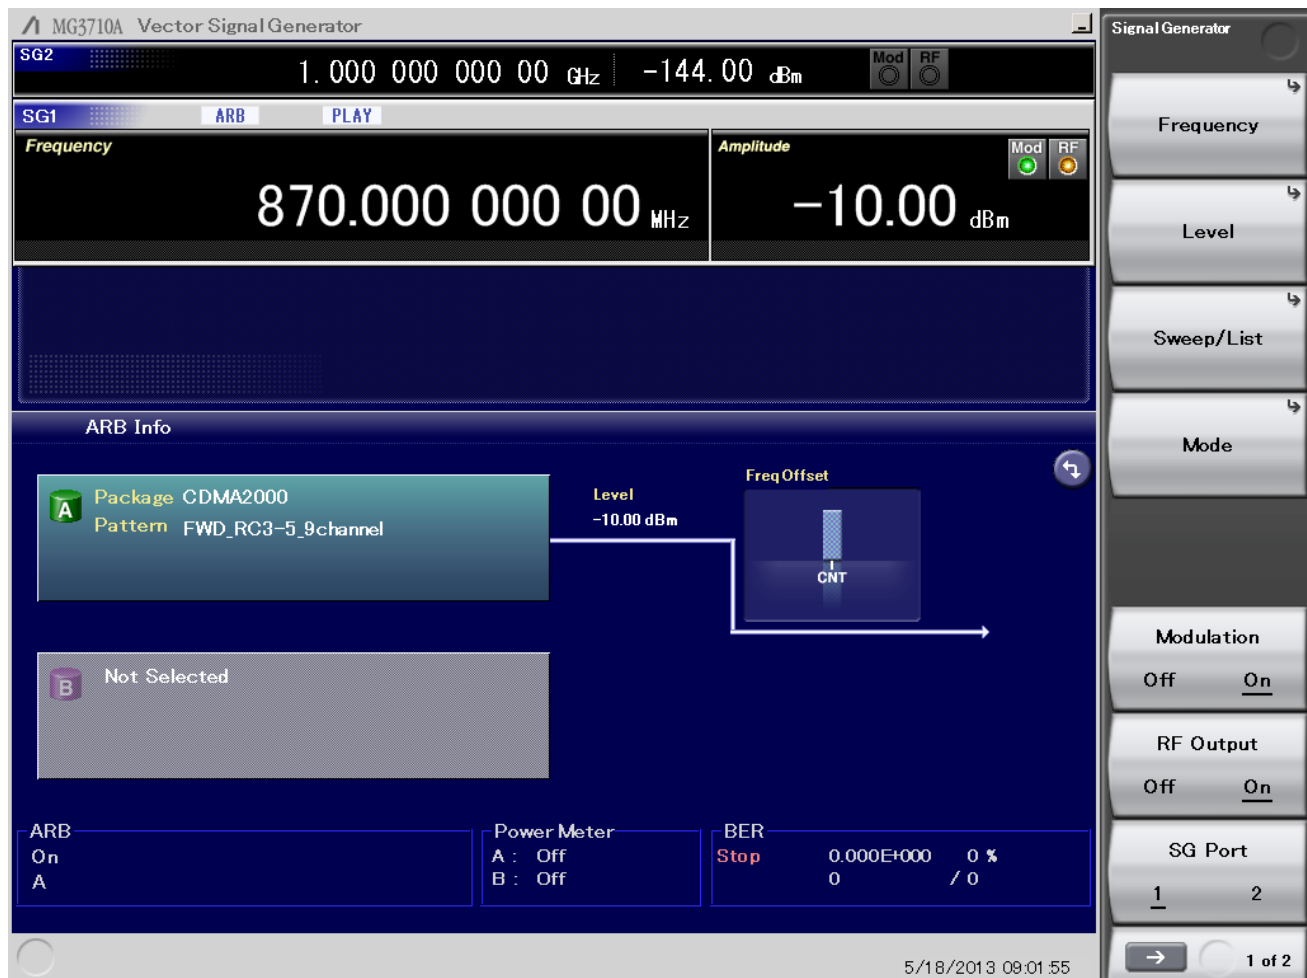 MG3710A Vector Signal Generator
SG2
1. 000 000 000 00 GHz -144. 00 dBm
Mod RF
SG1 ARB PLAY
Frequency
870.000 000 00 MHz
Amplitude
Mod RF
-10.00 dBm
ARB Info
A
Package CDMA2000
Pattern FWD_RC3-5_9channel
Level
-10.00 dBm
Freq Offset
CNT
B
Not Selected
ARB
On
A
Power Meter
A : Off
B : Off
BER
Stop 0.000E+000 0 %
0 / 0
5/18/2013 09:01:55
Signal Generator
Frequency
Level
Sweep/List
Mode
Modulation
Off On
RF Output
Off On
SG Port
1 2
1 of 2